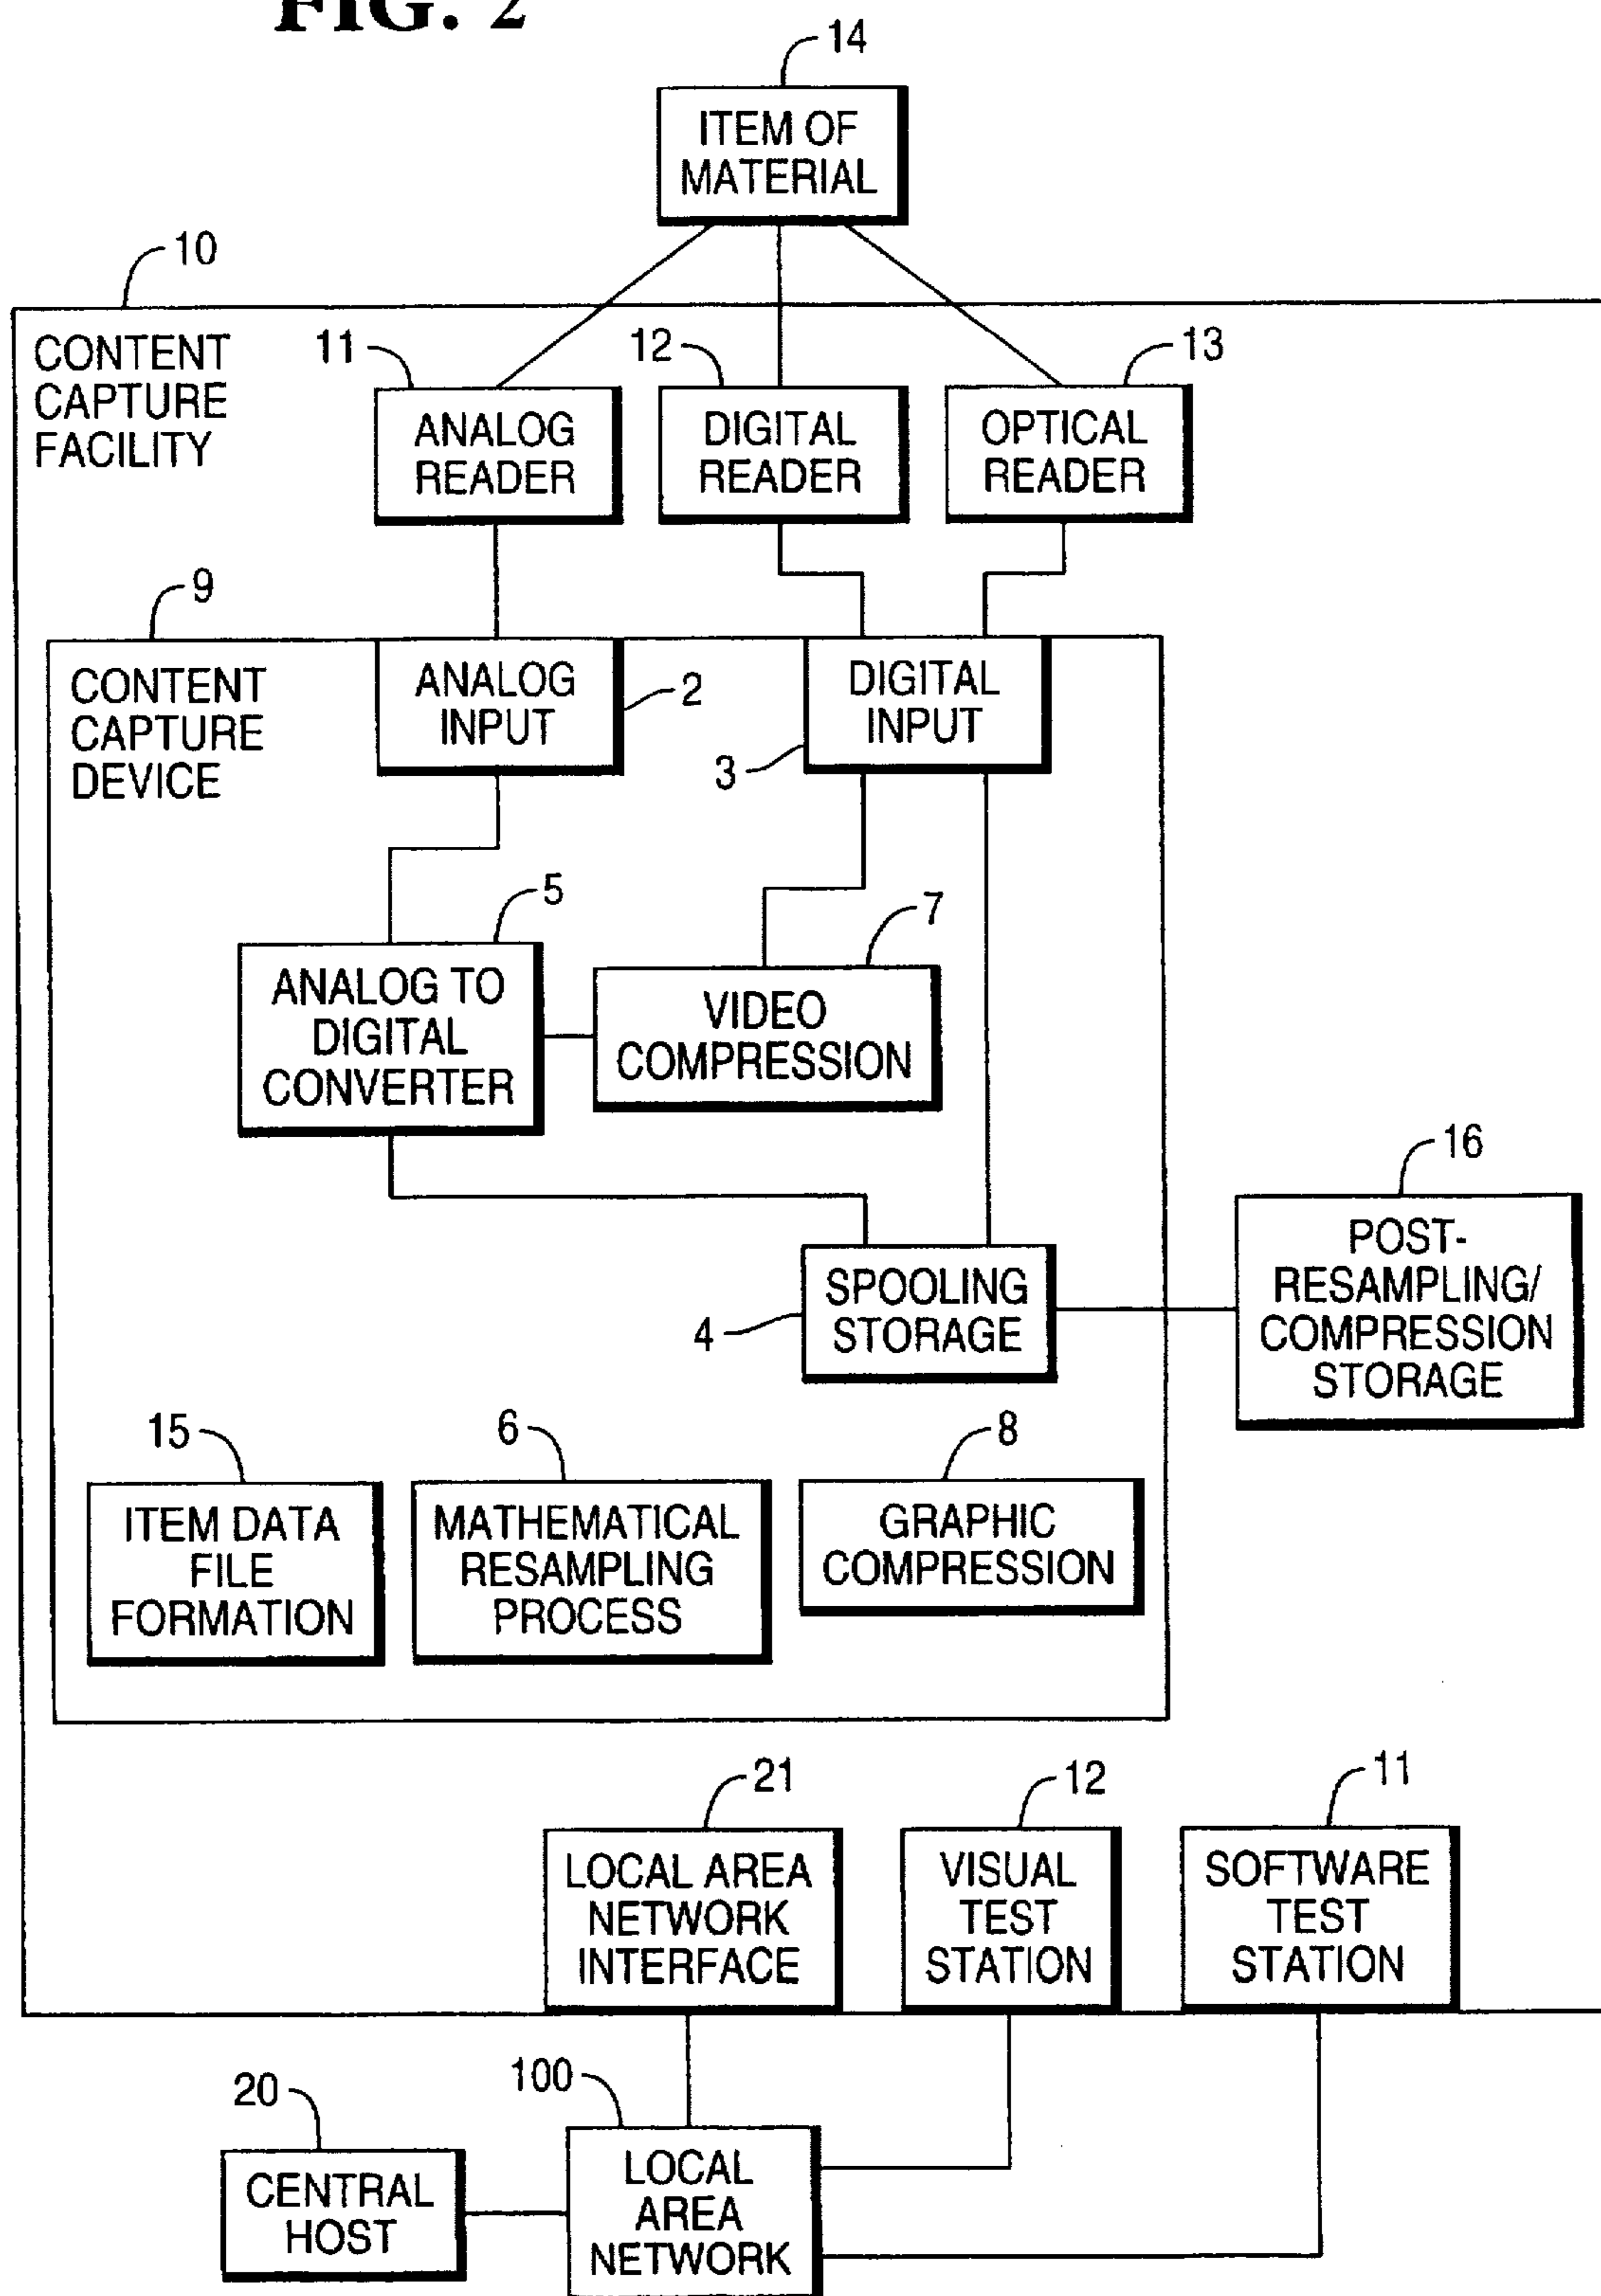 FIG. 2
14
ITEM OF
MATERIAL
10
CONTENT
CAPTURE
FACILITY
11
ANALOG
READER
12
DIGITAL
READER
13
OPTICAL
READER
9
CONTENT
CAPTURE
DEVICE
ANALOG
INPUT
2
DIGITAL
INPUT
3
5
ANALOG TO
DIGITAL
CONVERTER
7
VIDEO
COMPRESSION
16
POST-
RESAMPLING/
COMPRESSION
STORAGE
SPOOLING
STORAGE
4
15
ITEM DATA
FILE
FORMATION
6
MATHEMATICAL
RESAMPLING
PROCESS
8
GRAPHIC
COMPRESSION
21
LOCAL AREA
NETWORK
INTERFACE
12
VISUAL
TEST
STATION
11
SOFTWARE
TEST
STATION
20
CENTRAL
HOST
100
LOCAL
AREA
NETWORK